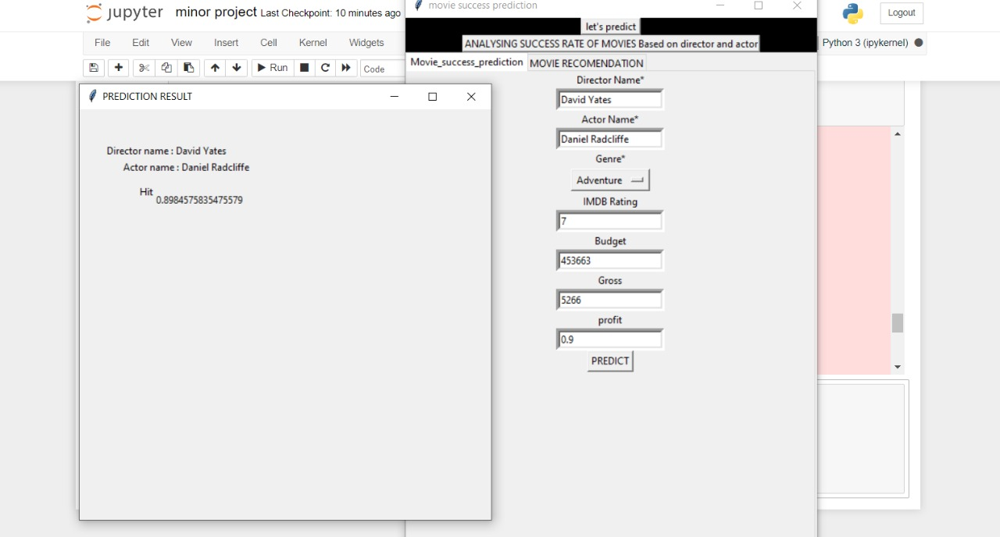 jupyter minor project Last Checkpoint: 10 minutes ago
Logout
File Edit View Insert Cell Kernel Widgets
Python 3 (ipykernel)
Run
Code
movie success prediction
let's predict
ANALYSING SUCCESS RATE OF MOVIES Based on director and actor
Movie_success_prediction MOVIE RECOMENDATION
Director Name*
David Yates
Actor Name*
Daniel Radcliffe
Genre*
Adventure
IMDB Rating
7
Budget
453663
Gross
5266
profit
0.9
PREDICT
PREDICTION RESULT
Director name : David Yates
Actor name : Daniel Radcliffe
Hit
0.8984575835475579